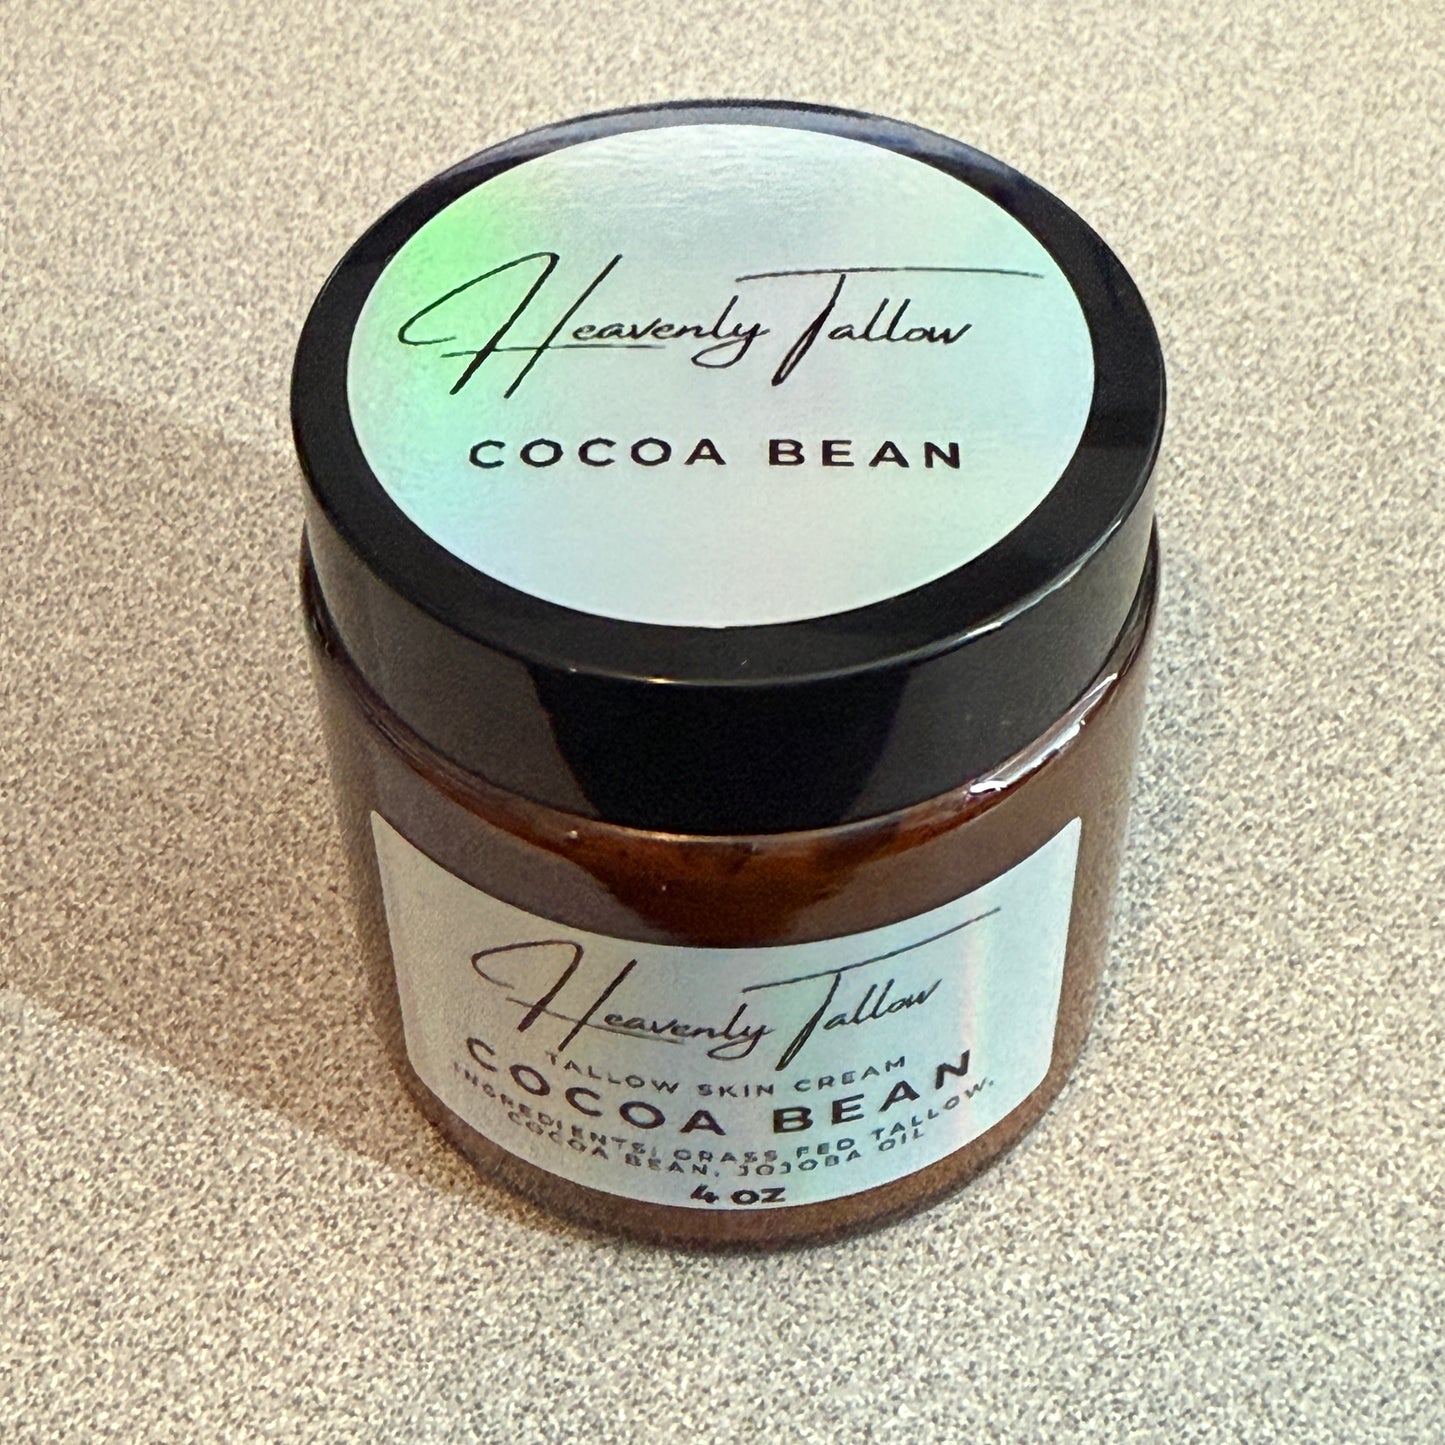 Heavenly Tallow
COCOA BEAN
Heavenly Tallow
TALLOW SKIN CREAM
COCOA BEAN
INGREDIENTS: GRASS FED TALLOW,
COCOA BEAN, JOJOBA OIL
4 OZ